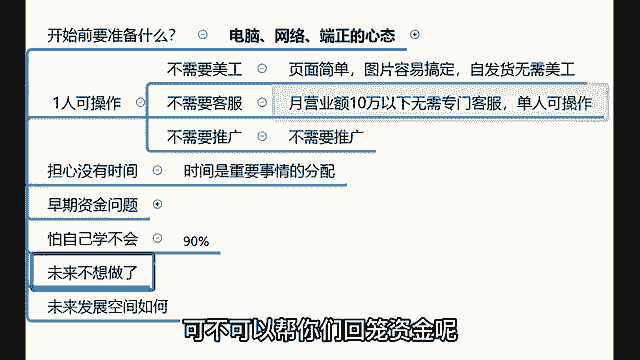 开始前要准备什么? 电脑、网络、端正的心态
不需要美工 页面简单，图片容易搞定，自发货无需美工
1人可操作 不需要客服 月营业额10万以下无需专门客服，单人可操作
不需要推广 不需要推广
担心没有时间 时间是重要事情的分配
早期资金问题
怕自己学不会 90%
未来不想做了
未来发展空间如何
可不可以帮你们回笼资金呢